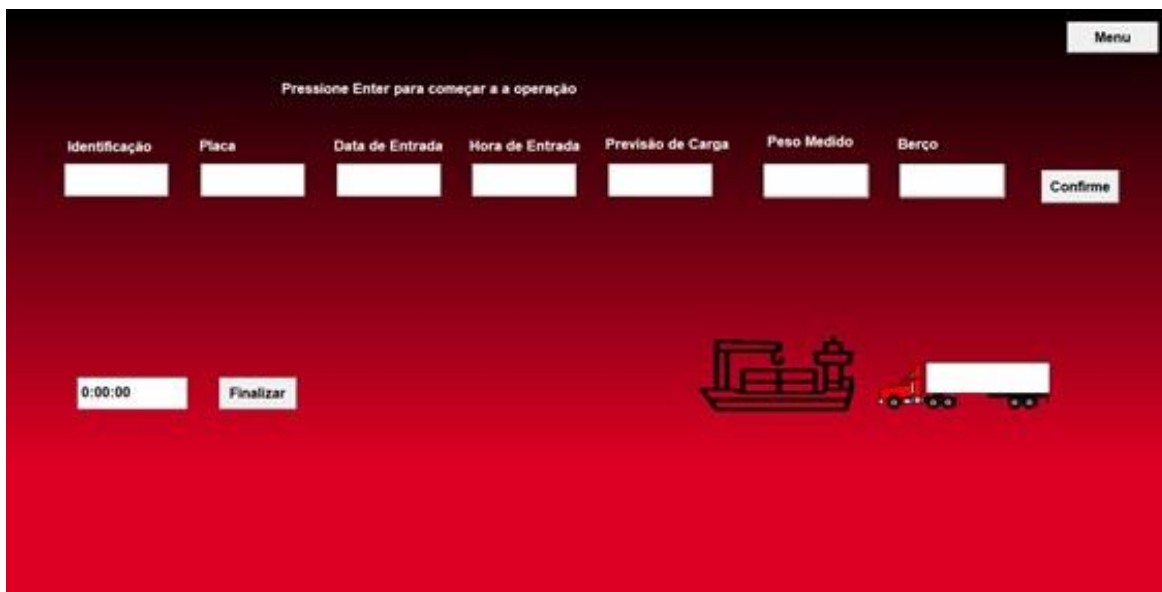 Menu
Pressione Enter para começar a a operação
Identificação Placa Data de Entrada Hora de Entrada Previsão de Carga Peso Medido Berço
Confirme
0:00:00 Finalizar